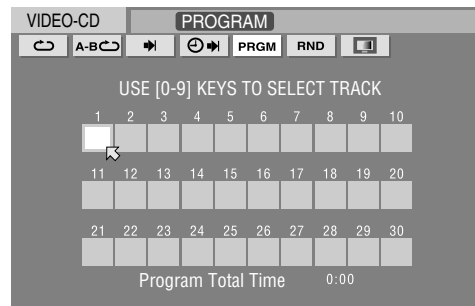 VIDEO-CD PROGRAM
A-B PRGM RND
USE [0-9] KEYS TO SELECT TRACK
1 2 3 4 5 6 7 8 9 10
11 12 13 14 15 16 17 18 19 20
21 22 23 24 25 26 27 28 29 30
Program Total Time 0:00